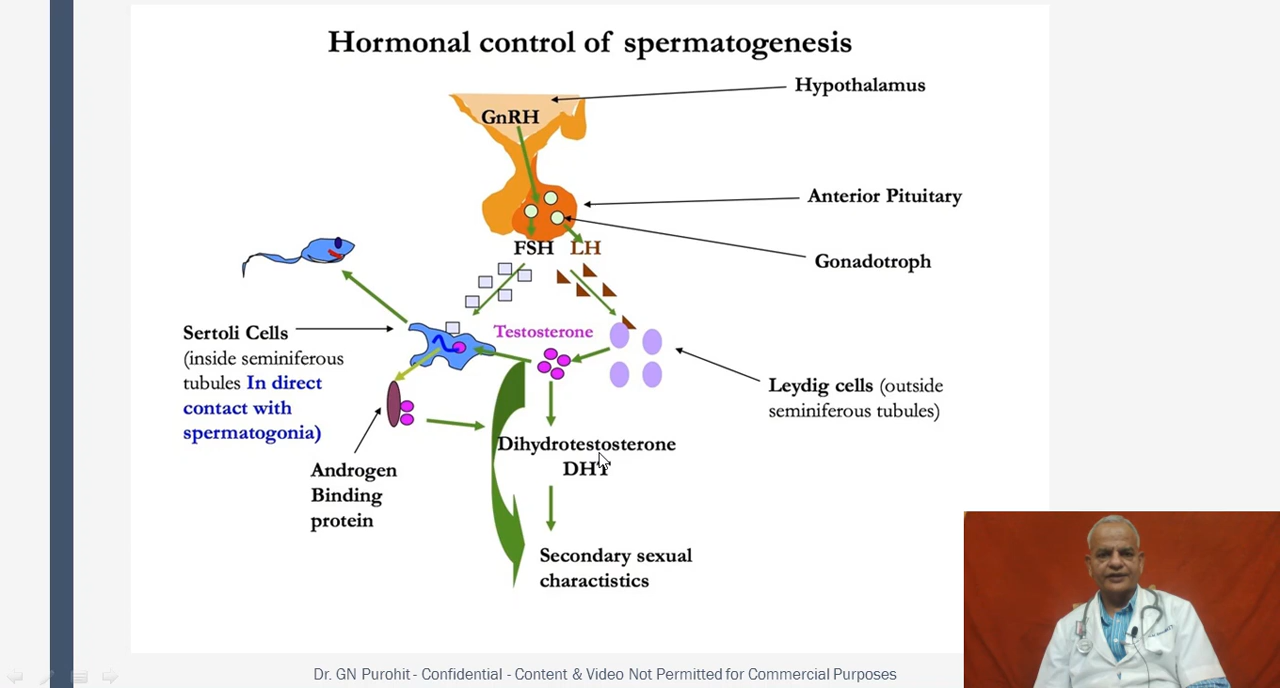 Hormonal control of spermatogenesis
Hypothalamus
GnRH
Anterior Pituitary
FSH LH
Gonadotroph
Sertoli Cells
(inside seminiferous
tubules In direct
contact with
spermatogonia)
Testosterone
Leydig cells (outside
seminiferous tubules)
Androgen
Binding
protein
Dihydrotestosterone
DHT
Secondary sexual
charactistics
Dr. GN Purohit - Confidential - Content & Video Not Permitted for Commercial Purposes